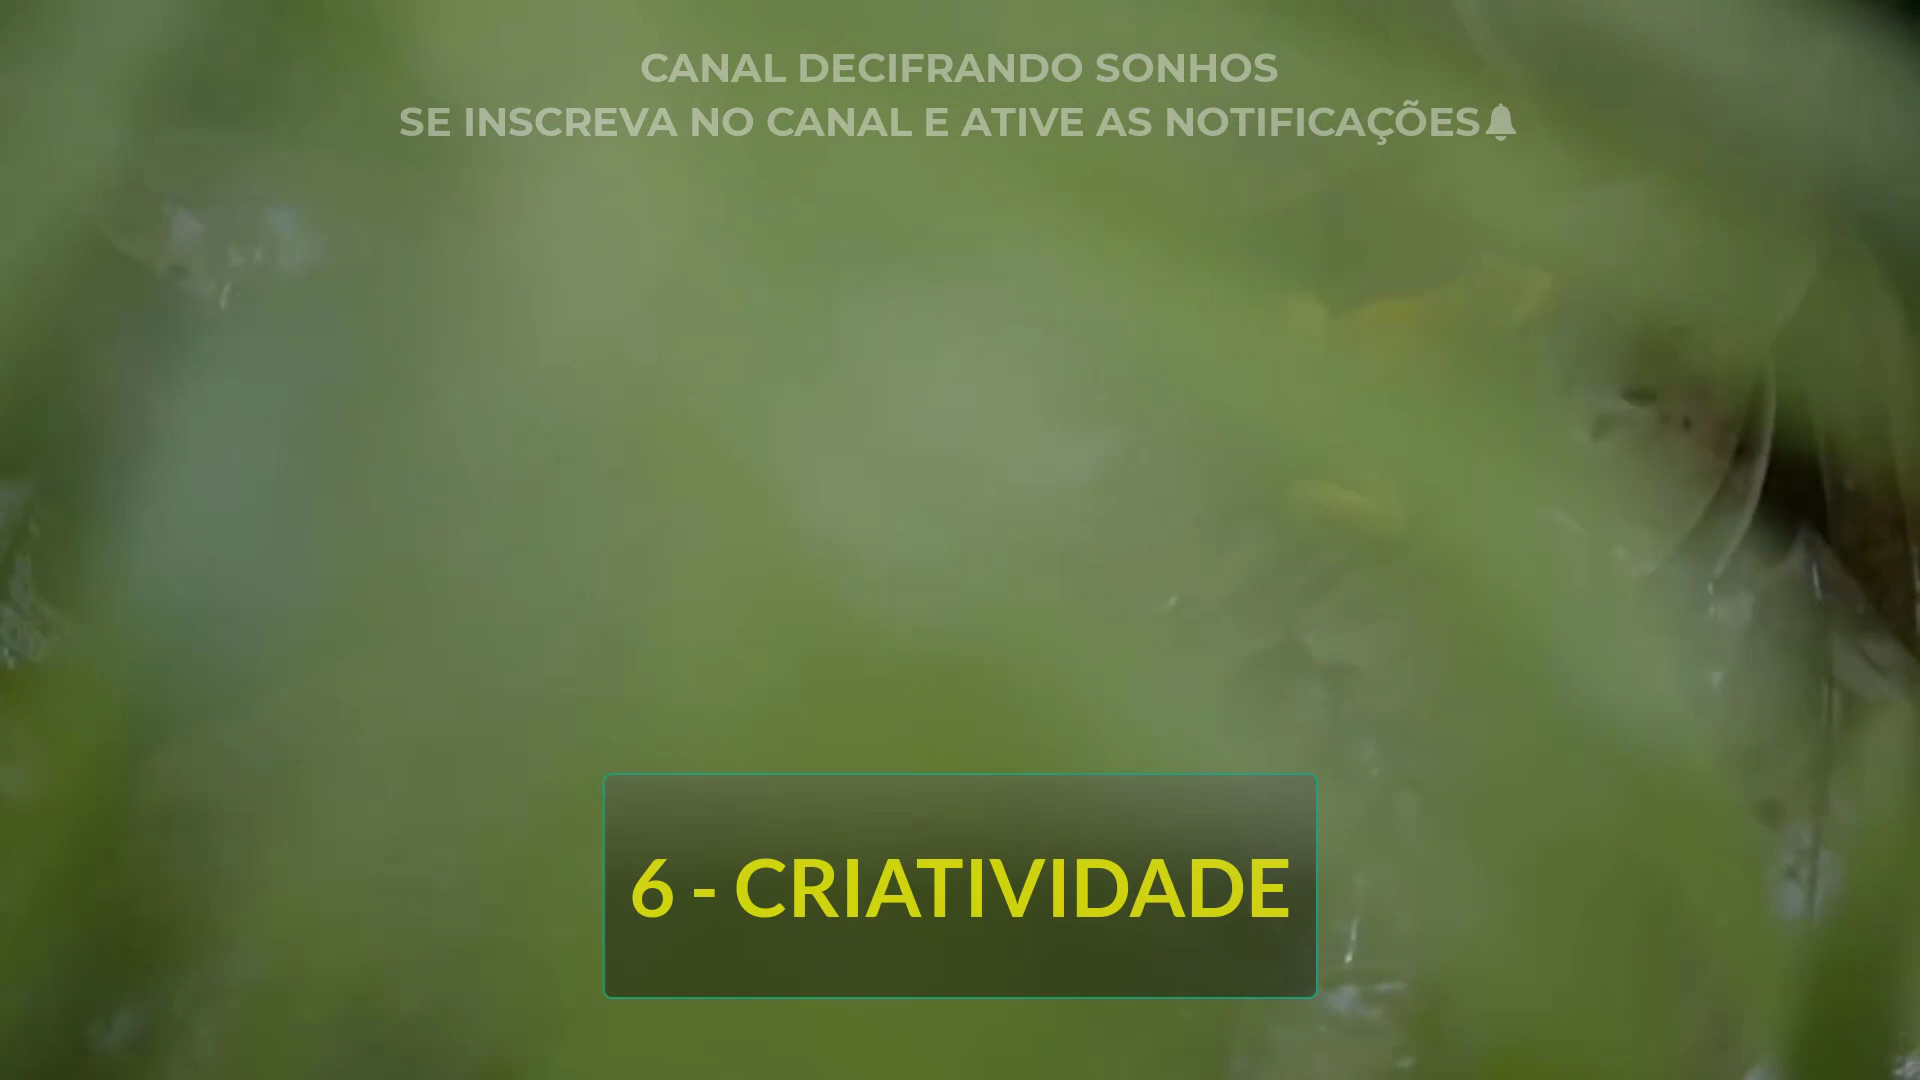 CANAL DECIFRANDO SONHOS
SE INSCREVA NO CANAL E ATIVE AS NOTIFICAÇÕES
6 - CRIATIVIDADE